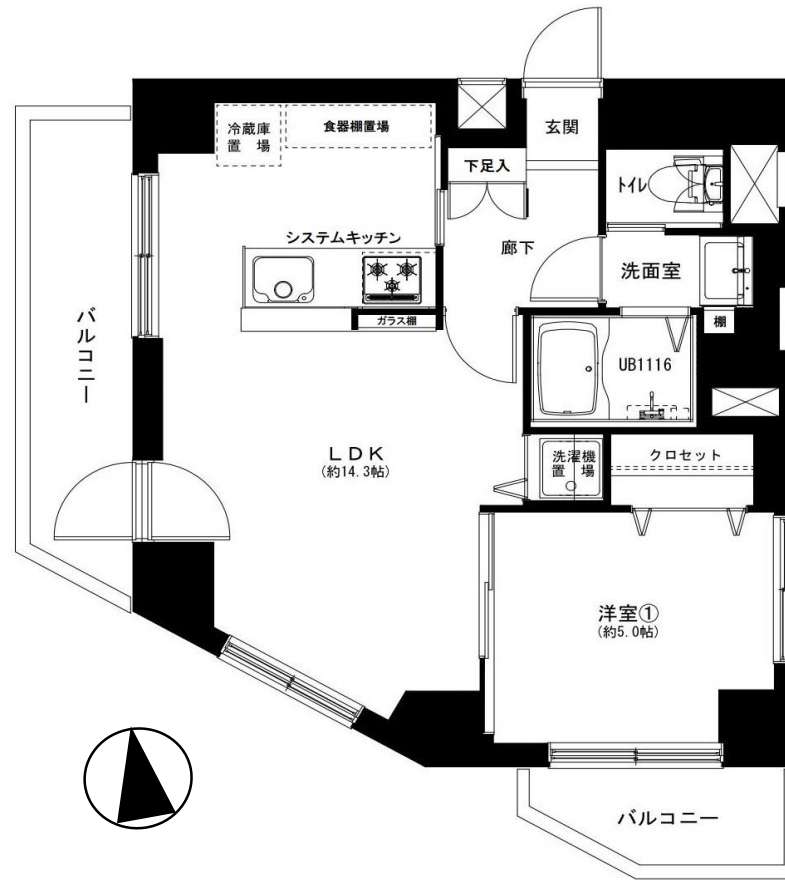 玄関
冷蔵庫
置　場
食器棚置場
下足入
トイレ
システムキッチン
廊下
洗面室
バルコニー
ガラス棚
棚
UB1116
LDK
(約14.3帖)
洗濯機
置　場
クロセット
洋室①
(約5.0帖)
バルコニー